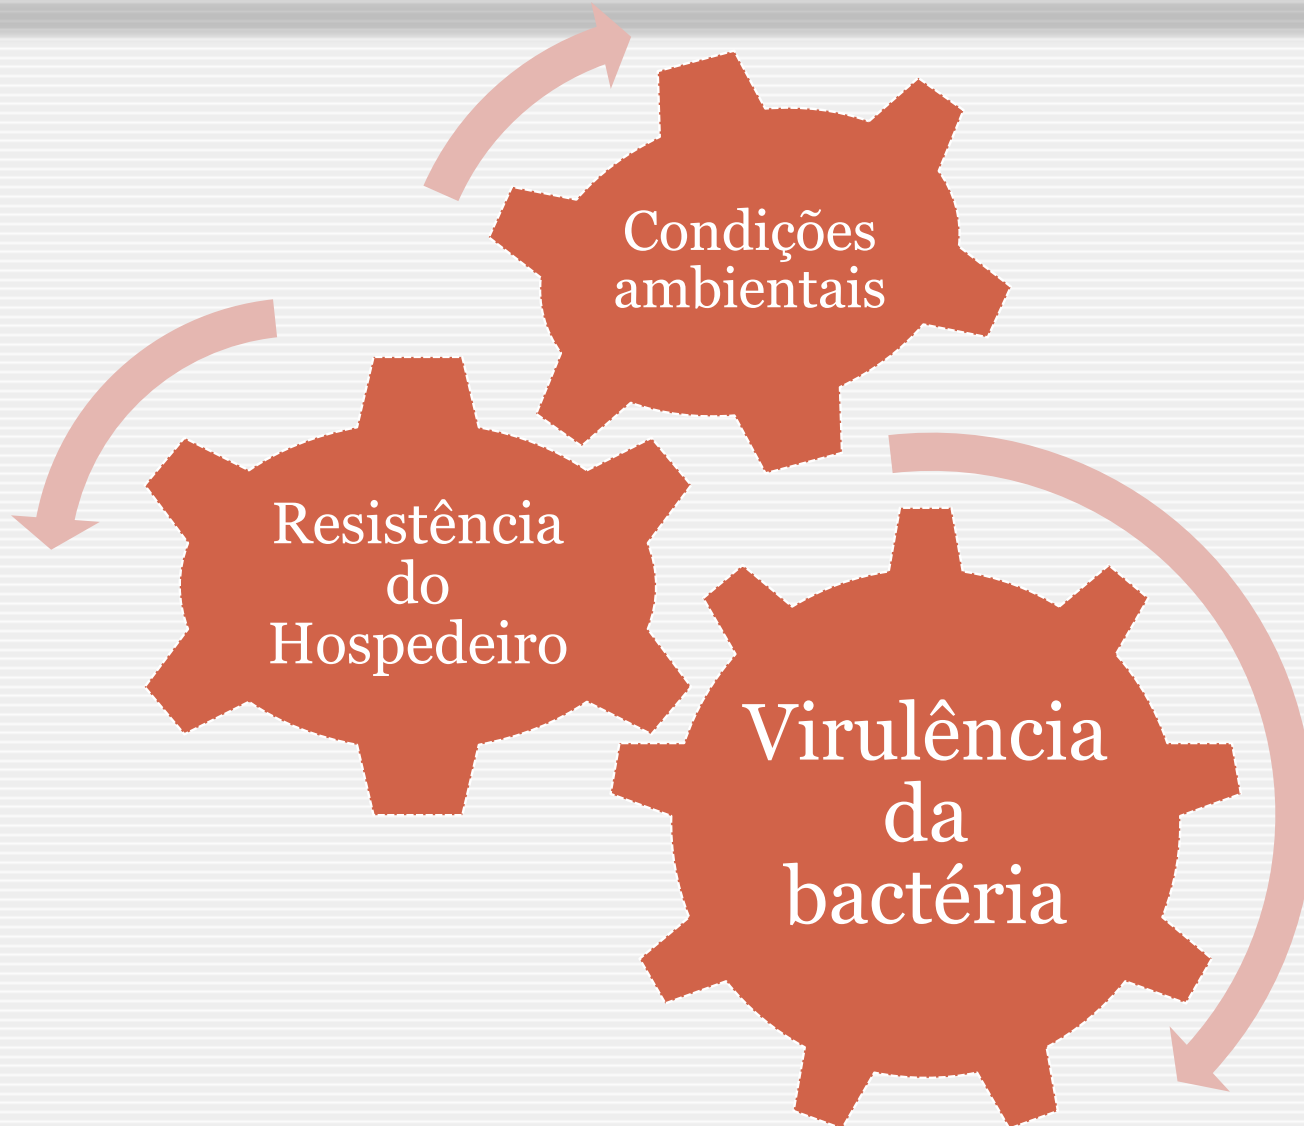 Condições
ambientais
Resistência
do
Hospedeiro
Virulência
da
bactéria